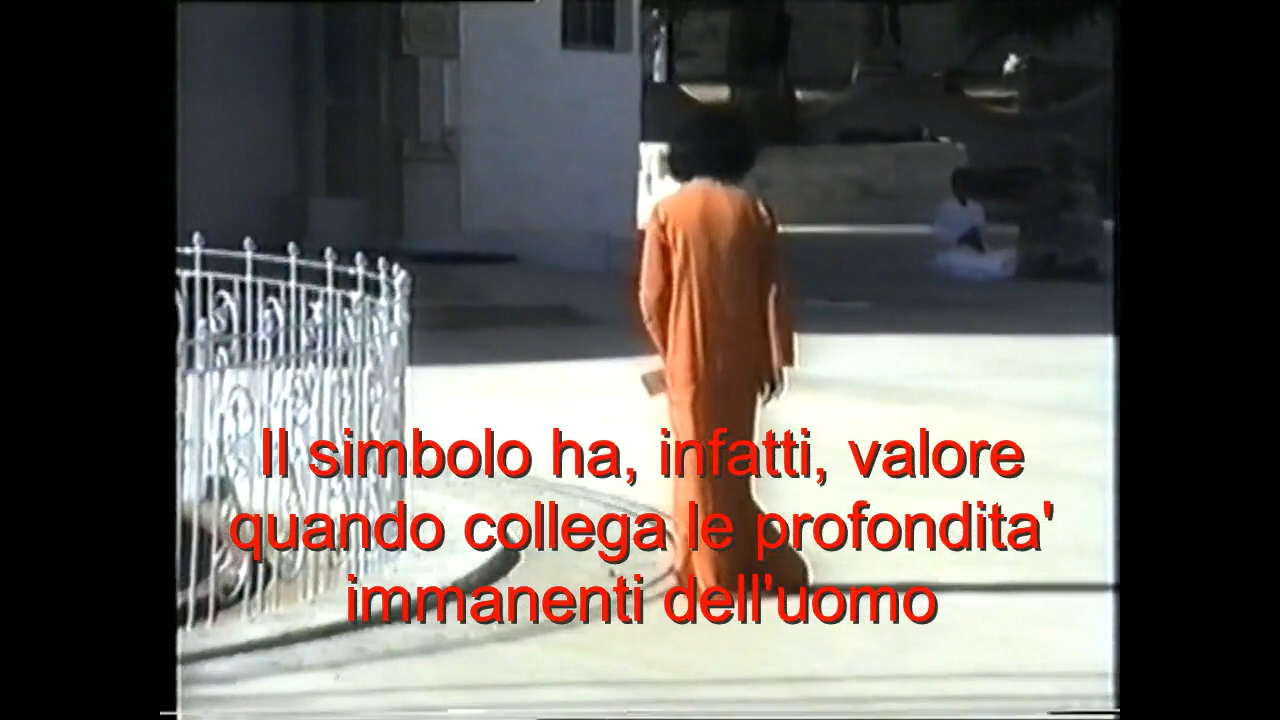 Il simbolo ha, infatti, valore
quando collega le profondita'
immanenti dell'uomo